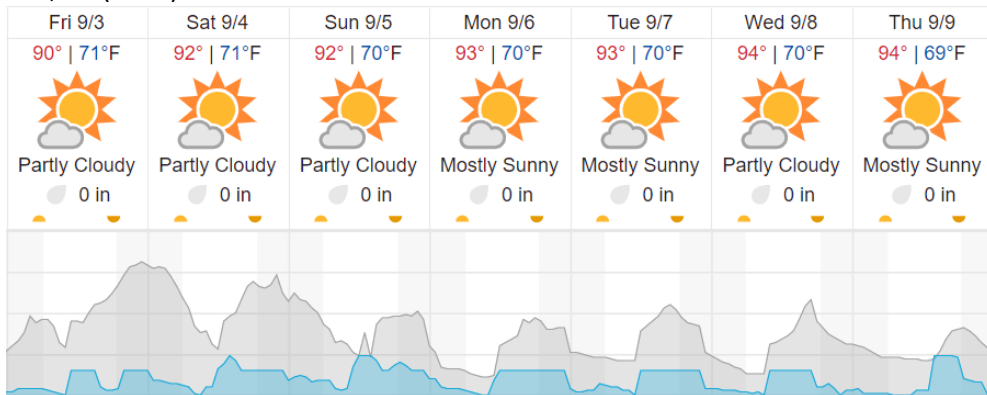 Fri 9/3 Sat 9/4 Sun 9/5 Mon 9/6 Tue 9/7 Wed 9/8 Thu 9/9
90° | 71°F 92° | 71°F 92° | 70°F 93° | 70°F 93° | 70°F 94° | 70°F 94° | 69°F
Partly Cloudy Partly Cloudy Partly Cloudy Mostly Sunny Mostly Sunny Partly Cloudy Mostly Sunny
0 in 0 in 0 in 0 in 0 in 0 in 0 in